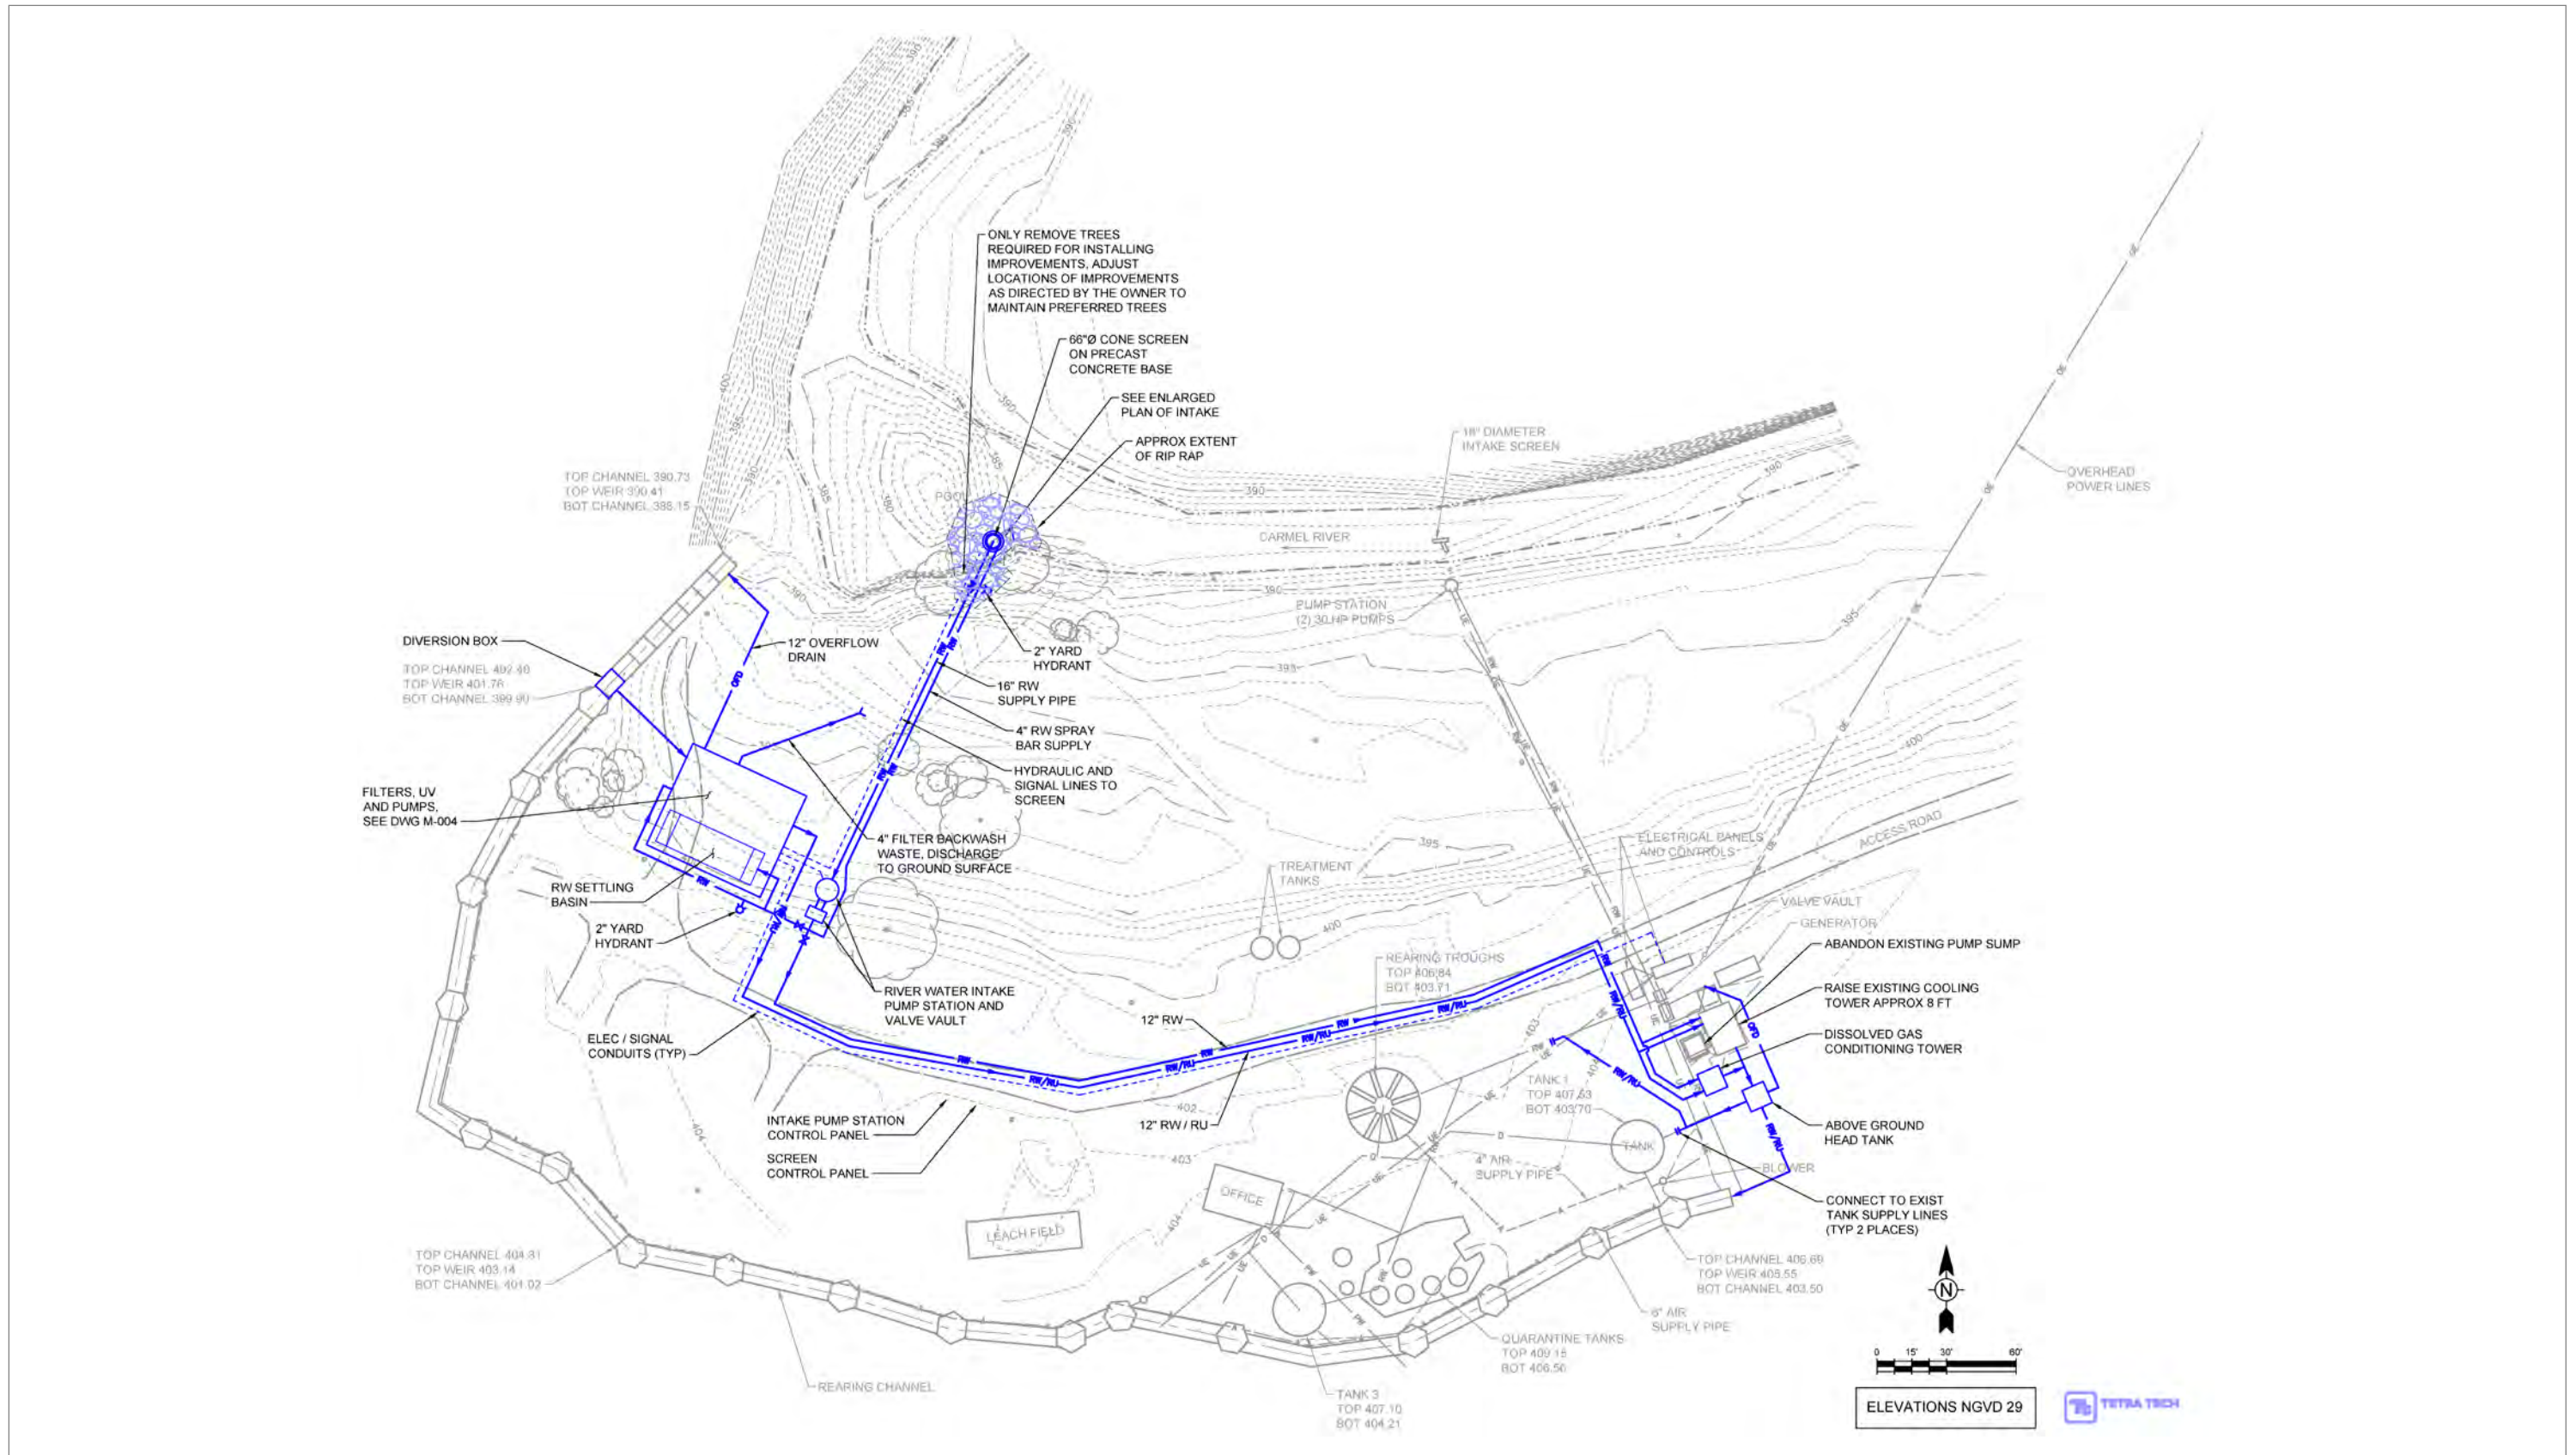 ONLY REMOVE TREES
REQUIRED FOR INSTALLING
IMPROVEMENTS, ADJUST
LOCATIONS OF IMPROVEMENTS
AS DIRECTED BY THE OWNER TO
MAINTAIN PREFERRED TREES
66"Ø CONE SCREEN
ON PRECAST
CONCRETE BASE
SEE ENLARGED
PLAN OF INTAKE
APPROX EXTENT
OF RIP RAP
18" DIAMETER
INTAKE SCREEN
OVERHEAD
POWER LINES
TOP CHANNEL 390.73
TOP WEIR 390.41
BOT CHANNEL 388.15
POOL
CARMEL RIVER
PUMP STATION
(2) 30 HP PUMPS
DIVERSION BOX
TOP CHANNEL 402.40
TOP WEIR 401.76
BOT CHANNEL 399.90
12" OVERFLOW
DRAIN
2" YARD
HYDRANT
16" RW
SUPPLY PIPE
4" RW SPRAY
BAR SUPPLY
HYDRAULIC AND
SIGNAL LINES TO
SCREEN
FILTERS, UV
AND PUMPS,
SEE DWG M-004
4" FILTER BACKWASH
WASTE, DISCHARGE
TO GROUND SURFACE
RW SETTLING
BASIN
2" YARD
HYDRANT
TREATMENT
TANKS
ELECTRICAL PANELS
AND CONTROLS
ACCESS ROAD
VALVE VAULT
GENERATOR
ABANDON EXISTING PUMP SUMP
RAISE EXISTING COOLING
TOWER APPROX 8 FT
DISSOLVED GAS
CONDITIONING TOWER
REARING TROUGHS
TOP 406.84
BOT 403.71
RIVER WATER INTAKE
PUMP STATION AND
VALVE VAULT
12" RW
ELEC / SIGNAL
CONDUITS (TYP)
TANK 1
TOP 407.63
BOT 403.70
INTAKE PUMP STATION
CONTROL PANEL
12" RW / RU
ABOVE GROUND
HEAD TANK
SCREEN
CONTROL PANEL
TANK
4" AIR
SUPPLY PIPE
BLOWER
OFFICE
LEACH FIELD
CONNECT TO EXIST
TANK SUPPLY LINES
(TYP 2 PLACES)
TOP CHANNEL 404.81
TOP WEIR 403.14
BOT CHANNEL 401.02
TOP CHANNEL 406.69
TOP WEIR 405.55
BOT CHANNEL 403.50
6" AIR
SUPPLY PIPE
QUARANTINE TANKS
TOP 409.15
BOT 406.50
REARING CHANNEL
TANK 3
TOP 407.10
BOT 404.21
N
0 15' 30' 60'
ELEVATIONS NGVD 29
TETRA TECH